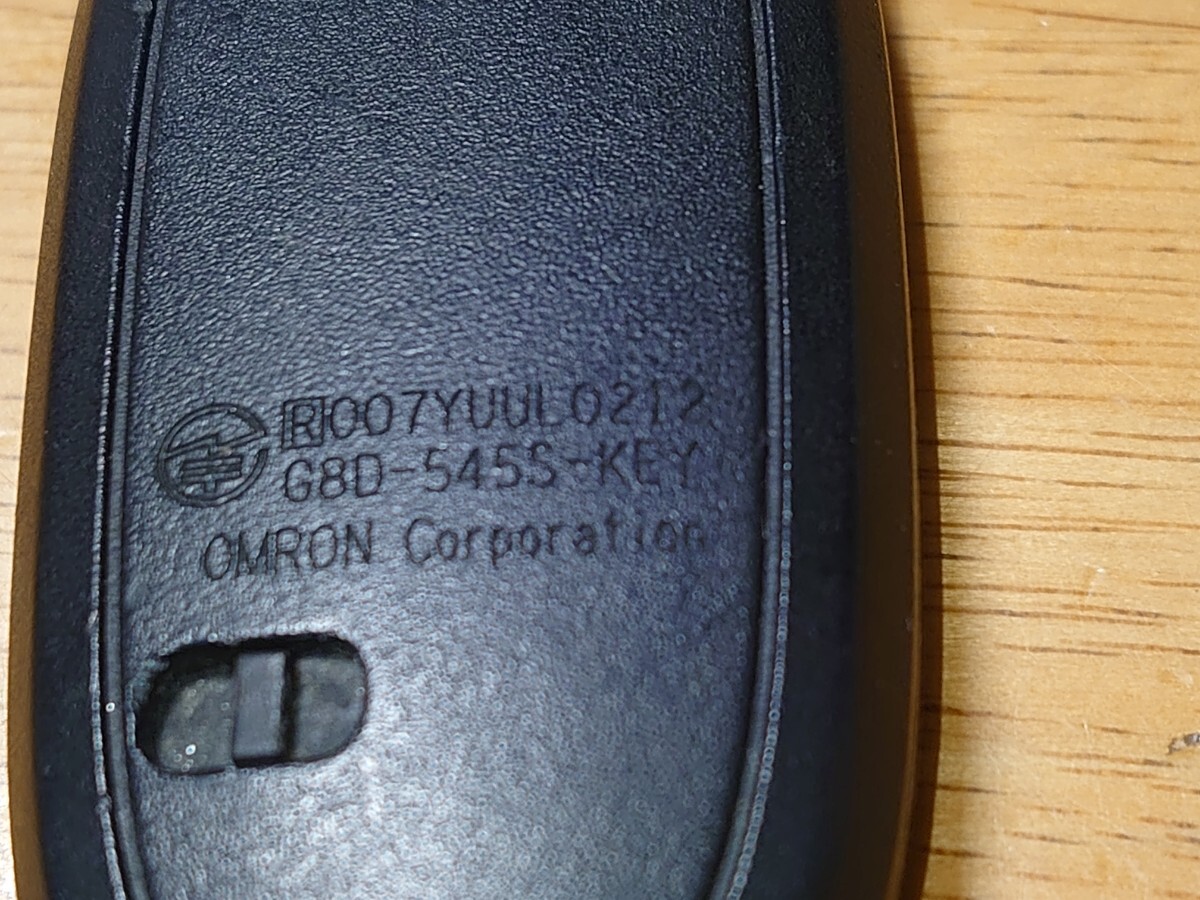 R007YUUL0212
G8D-545S-KEY
OMRON Corporation